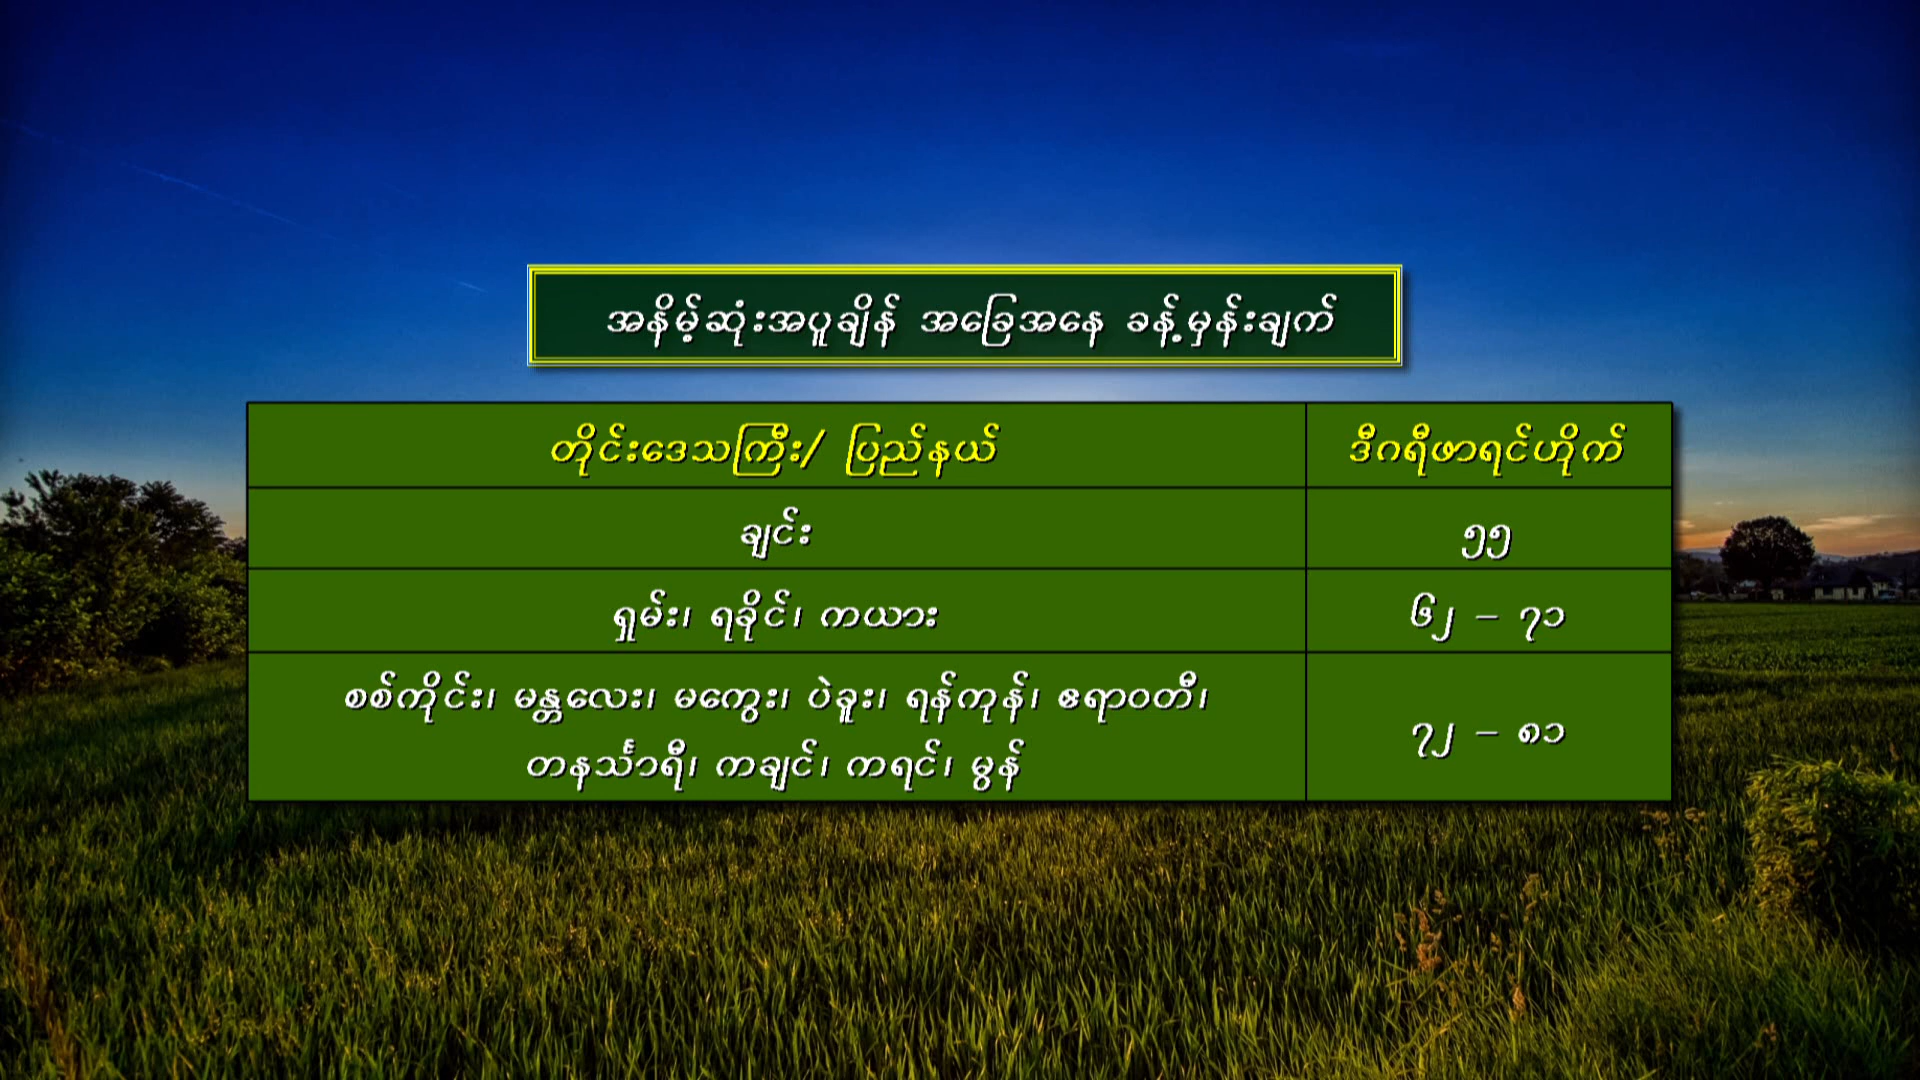 အနိမ့်ဆုံးအပူချိန် အခြေအနေ ခန့်မှန်းချက်
တိုင်းဒေသကြီး/ ပြည်နယ် ဒီဂရီဖာရင်ဟိုက်
ချင်း ၅၅
ရှမ်း၊ ရခိုင်၊ ကယား ၆၂ – ၇၁
စစ်ကိုင်း၊ မန္တလေး၊ မကွေး၊ ပဲခူး၊ ရန်ကုန်၊ ဧရာဝတီ၊
တနင်္သာရီ၊ ကချင်၊ ကရင်၊ မွန် ၇၂ – ၈၁